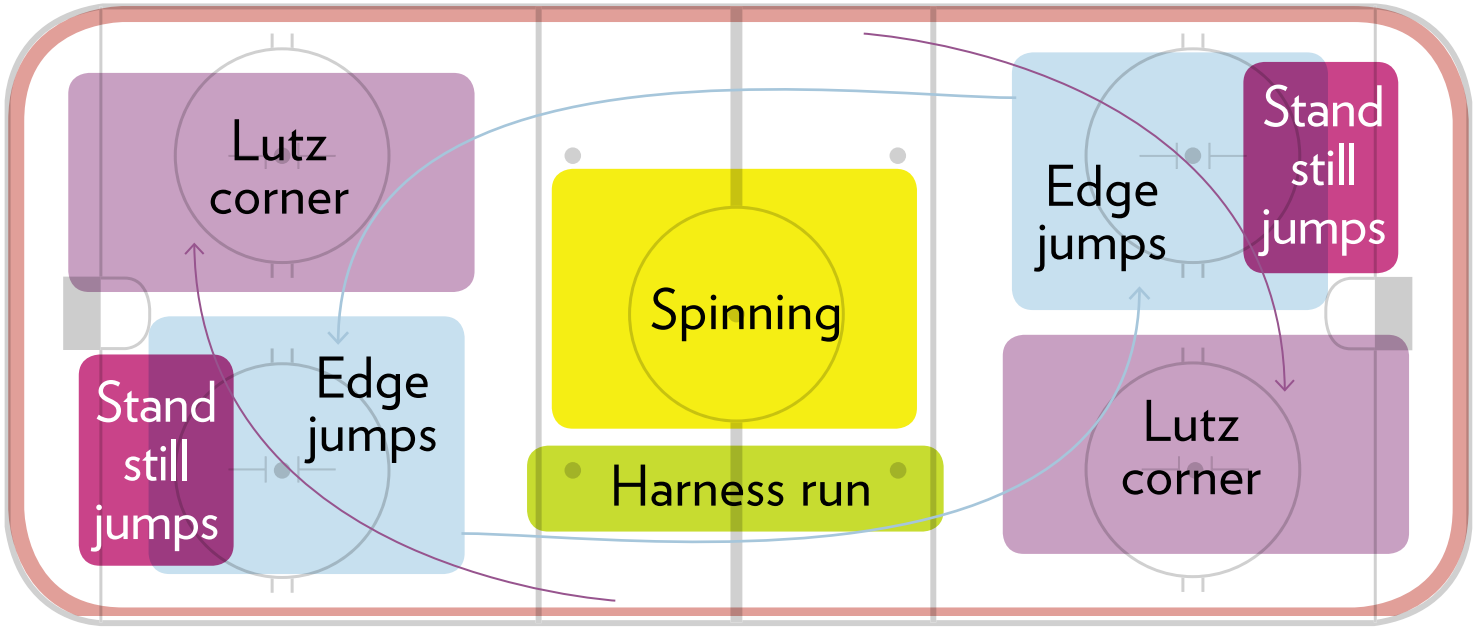 Lutz
corner
Stand
still
jumps
Edge
jumps
Spinning
Harness run
Edge
jumps
Stand
still
jumps
Lutz
corner